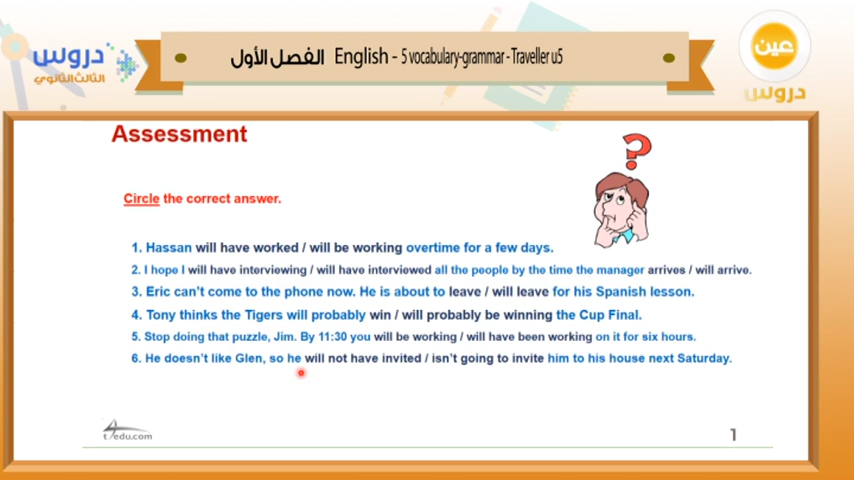 دروس
الثالث الثانوي
الفصل الأول English - 5 vocabulary-grammar - Traveller u5
عين
دروس
Assessment
?
Circle the correct answer.
1. Hassan will have worked / will be working overtime for a few days.
2. I hope I will have interviewing / will have interviewed all the people by the time the manager arrives / will arrive.
3. Eric can't come to the phone now. He is about to leave / will leave for his Spanish lesson.
4. Tony thinks the Tigers will probably win / will probably be winning the Cup Final.
5. Stop doing that puzzle, Jim. By 11:30 you will be working / will have been working on it for six hours.
6. He doesn't like Glen, so he will not have invited / isn't going to invite him to his house next Saturday.
t4edu.com
1